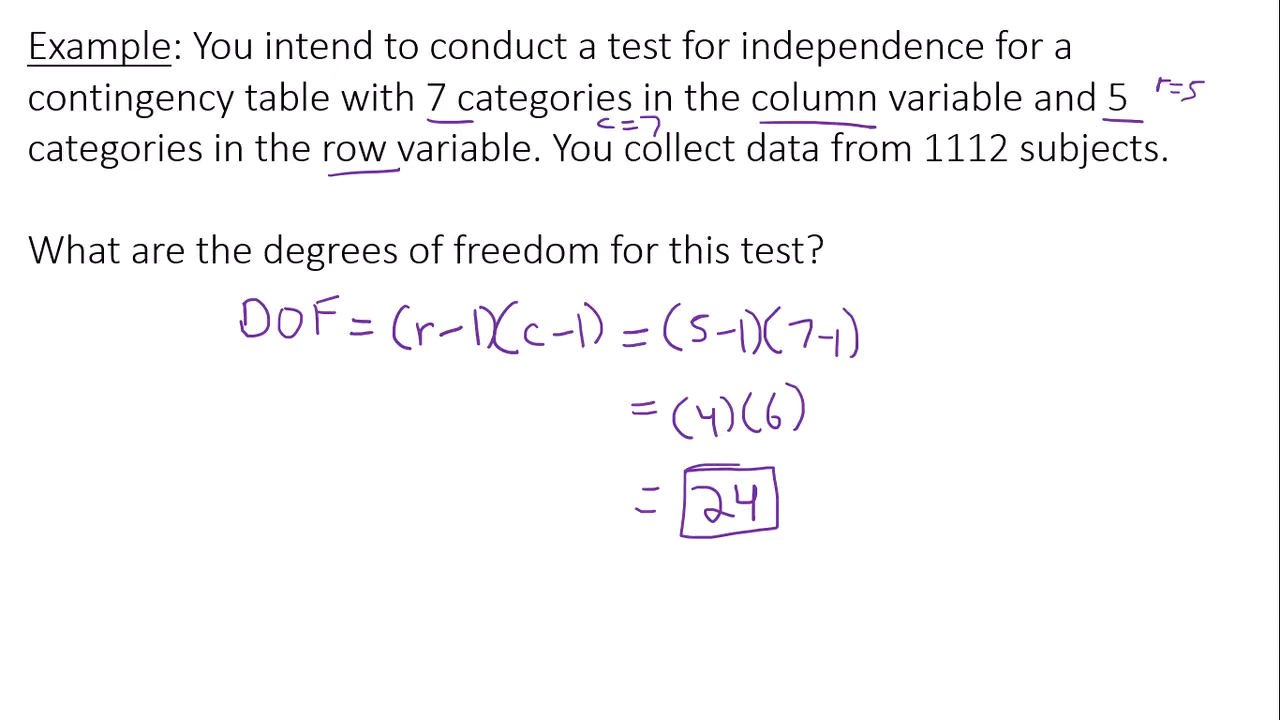 Example: You intend to conduct a test for independence for a
contingency table with 7 categories in the column variable and 5 r=5
c=7
categories in the row variable. You collect data from 1112 subjects.
What are the degrees of freedom for this test?
DOF = (r-1)(c-1) = (5-1)(7-1)
= (4)(6)
= 24